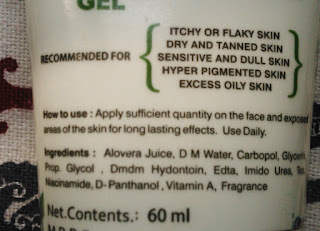 GEL
ITCHY OR FLAKY SKIN
DRY AND TANNED SKIN
RECOMMENDED FOR
SENSITIVE AND DULL SKIN
HYPER PIGMENTED SKIN
EXCESS OILY SKIN
How to use : Apply sufficient quantity on the face and exposed
areas of the skin for long lasting effects. Use Daily.
Ingredients : Alovera Juice, D M Water, Carbopol, Glycerin,
Prop. Glycol , Dmdm Hydontoin, Edta, Imido Urea,
Niacinamide, D- Panthanol , Vitamin A, Fragrance
Net.Contents.: 60 ml